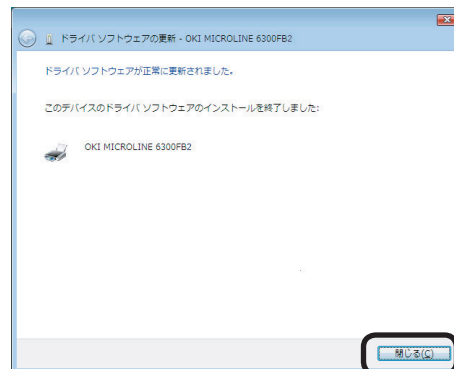 ドライバ ソフトウェアの更新 - OKI MICROLINE 6300FB2
ドライバ ソフトウェアが正常に更新されました。
このデバイスのドライバ ソフトウェアのインストールを終了しました:
OKI MICROLINE 6300FB2
閉じる(C)